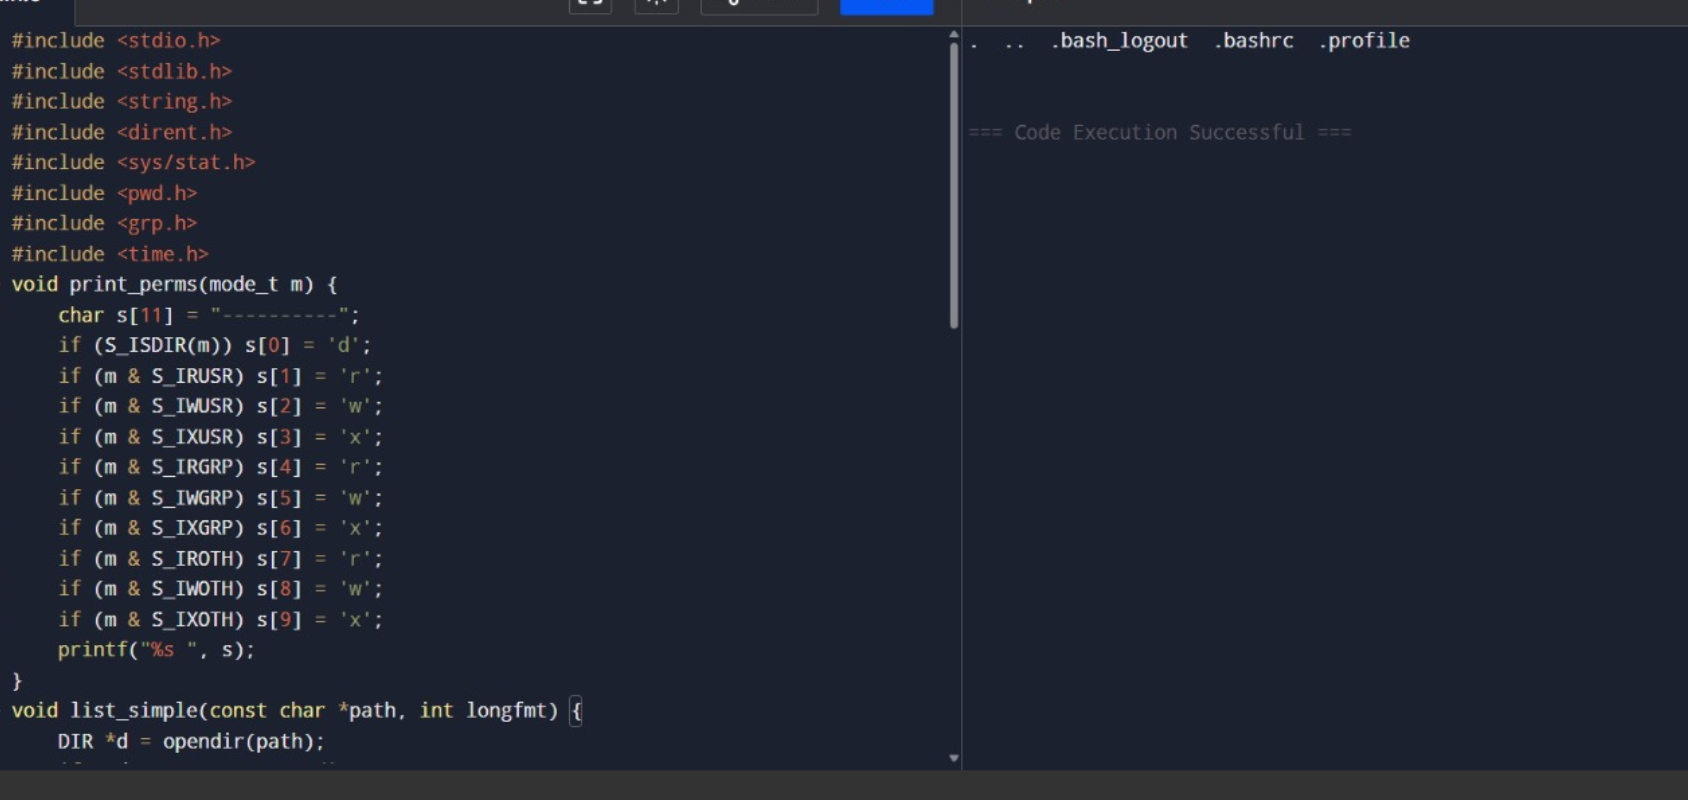 #include <stdio.h>
#include <stdlib.h>
#include <string.h>
#include <dirent.h>
#include <sys/stat.h>
#include <pwd.h>
#include <grp.h>
#include <time.h>
void print_perms(mode_t m) {
    char s[11] = "----------";
    if (S_ISDIR(m)) s[0] = 'd';
    if (m & S_IRUSR) s[1] = 'r';
    if (m & S_IWUSR) s[2] = 'w';
    if (m & S_IXUSR) s[3] = 'x';
    if (m & S_IRGRP) s[4] = 'r';
    if (m & S_IWGRP) s[5] = 'w';
    if (m & S_IXGRP) s[6] = 'x';
    if (m & S_IROTH) s[7] = 'r';
    if (m & S_IWOTH) s[8] = 'w';
    if (m & S_IXOTH) s[9] = 'x';
    printf("%s ", s);
}
void list_simple(const char *path, int longfmt) {
    DIR *d = opendir(path);
.  ..  .bash_logout  .bashrc  .profile
=== Code Execution Successful ===